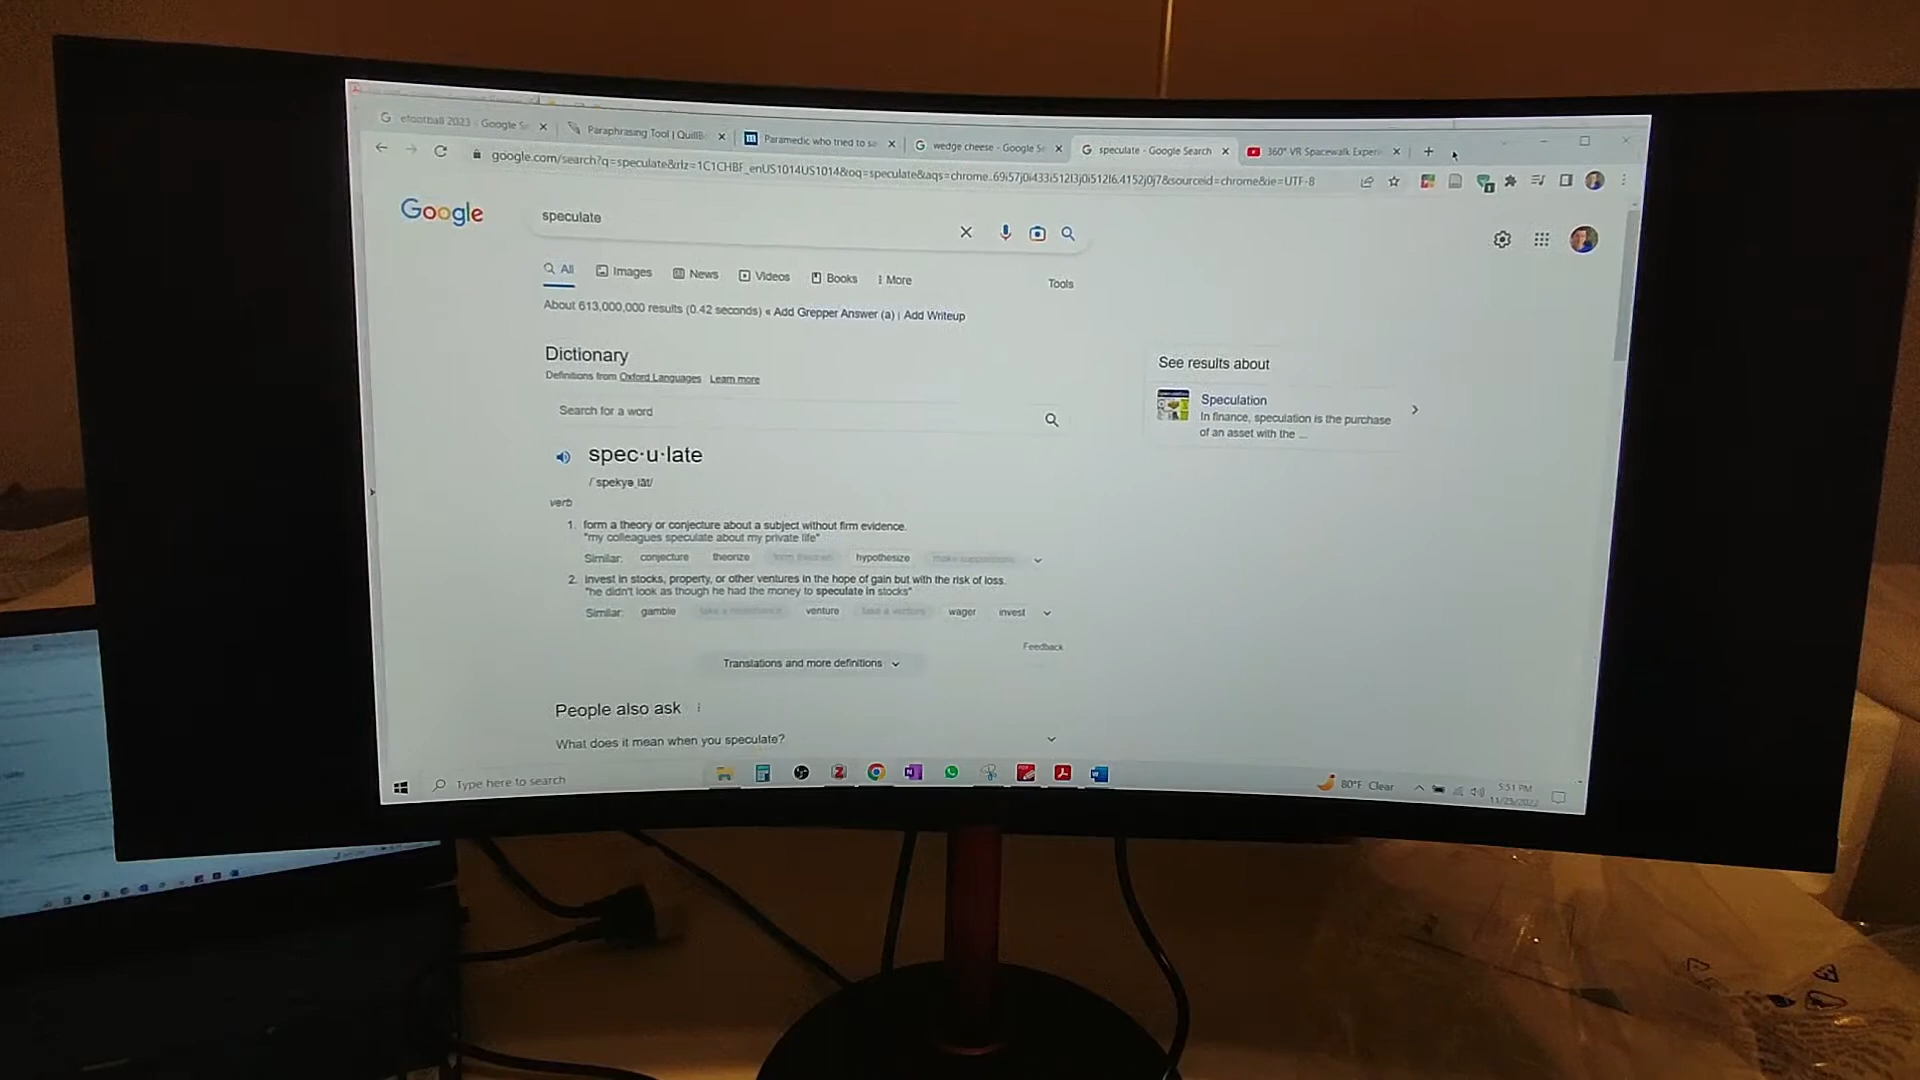 efootball 2023 - Google Se
Paraphrasing Tool | QuillB
Paramedic who tried to sa
wedge cheese - Google Se
speculate - Google Search
360° VR Spacewalk Experi
google.com/search?q=speculate&rlz=1C1CHBF_enUS1014US1014&oq=speculate&aqs=chrome..69i57j0i433i512l3j0i512l6.4152j0j7&sourceid=chrome&ie=UTF-8
Google
speculate
All Images News Videos Books More Tools
About 613,000,000 results (0.42 seconds) « Add Grepper Answer (a) | Add Writeup
Dictionary
Definitions from Oxford Languages Learn more
Search for a word
spec·u·late
/ˈspekyəˌlāt/
verb
1. form a theory or conjecture about a subject without firm evidence.
"my colleagues speculate about my private life"
Similar: conjecture theorize hypothesize
2. invest in stocks, property, or other ventures in the hope of gain but with the risk of loss.
"he didn't look as though he had the money to speculate in stocks"
Similar: gamble venture wager invest
Feedback
Translations and more definitions
People also ask
What does it mean when you speculate?
See results about
Speculation
In finance, speculation is the purchase
of an asset with the ...
Type here to search
80°F Clear
5:51 PM